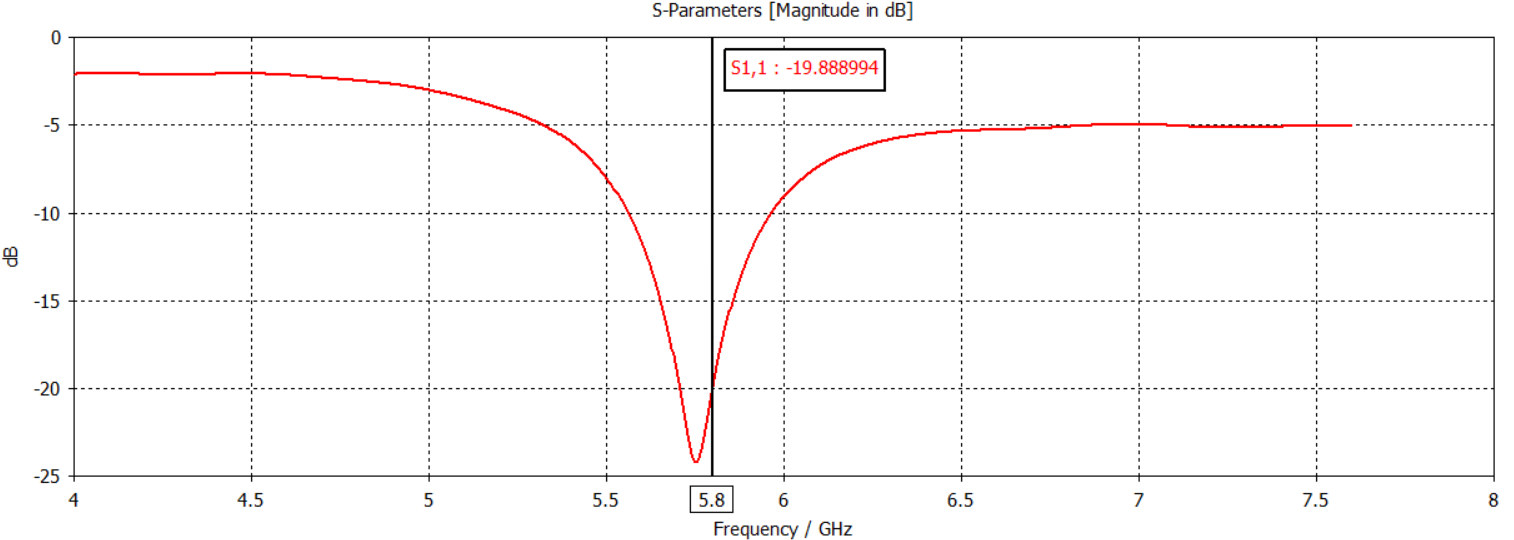 S-Parameters [Magnitude in dB]
S1,1 : -19.888994
0
-5
-10
-15
-20
-25
dB
4 4.5 5 5.5 5.8 6 6.5 7 7.5 8
Frequency / GHz